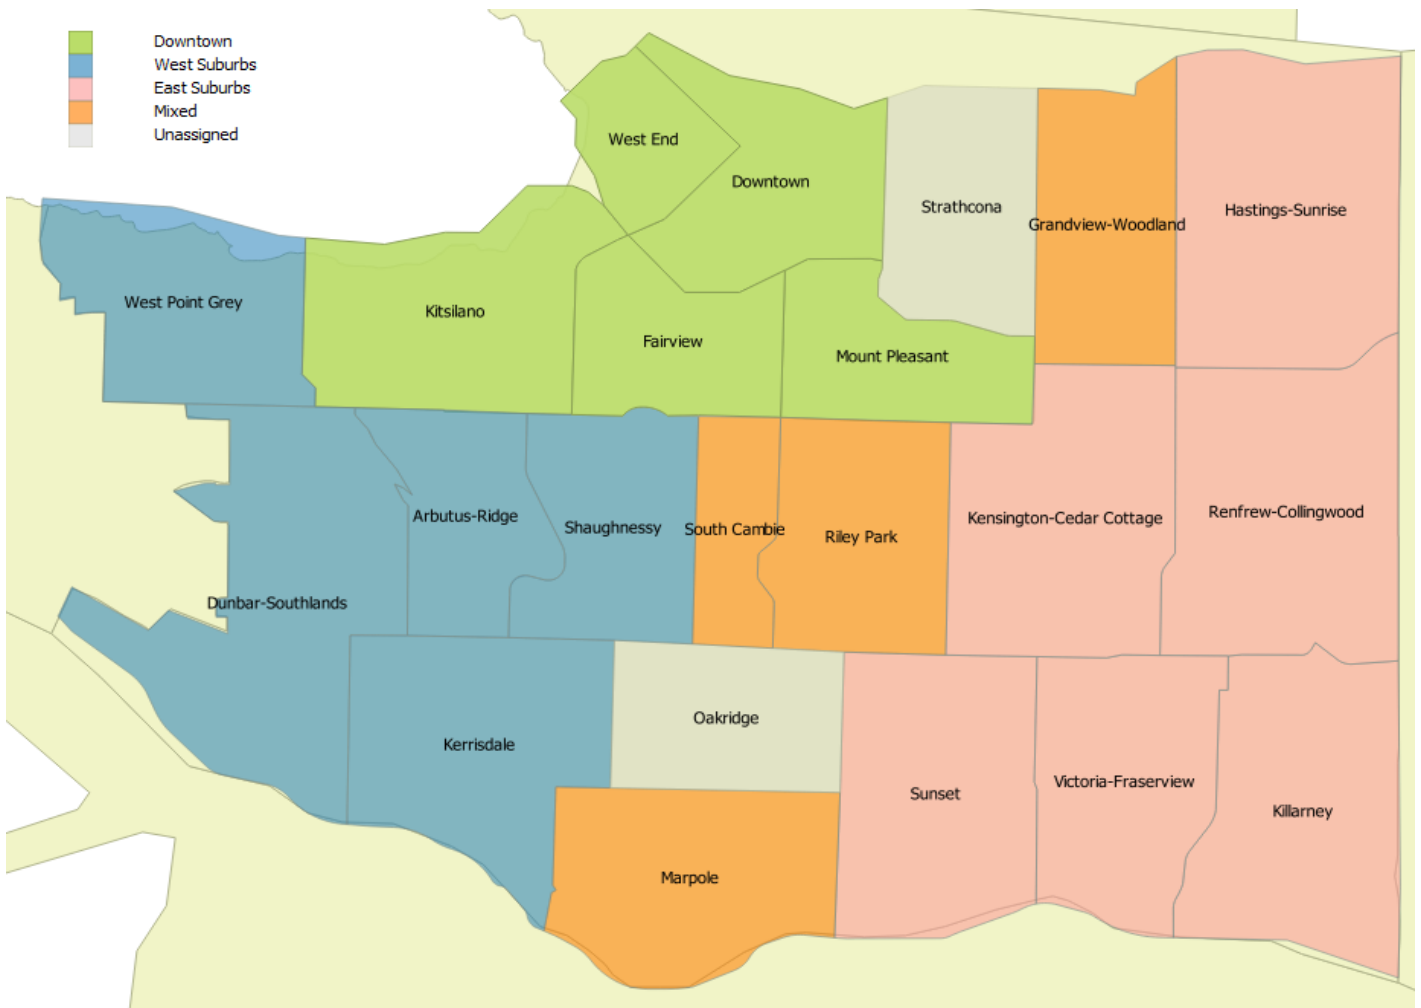 Downtown
West Suburbs
East Suburbs
Mixed
Unassigned
West End
Downtown
Strathcona
Grandview-Woodland
Hastings-Sunrise
West Point Grey
Kitsilano
Fairview
Mount Pleasant
Arbutus-Ridge
Shaughnessy
South Cambie
Riley Park
Kensington-Cedar Cottage
Renfrew-Collingwood
Dunbar-Southlands
Kerrisdale
Oakridge
Sunset
Victoria-Fraserview
Killarney
Marpole